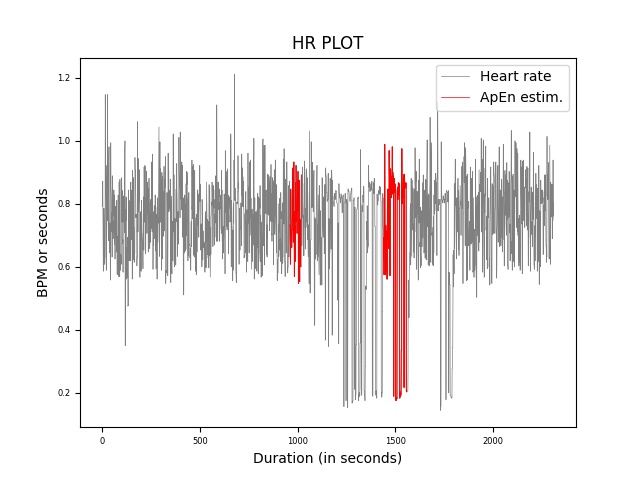 HR PLOT
Heart rate
ApEn estim.
BPM or seconds
1.2
1.0
0.8
0.6
0.4
0.2
0
500
1000
1500
2000
Duration (in seconds)